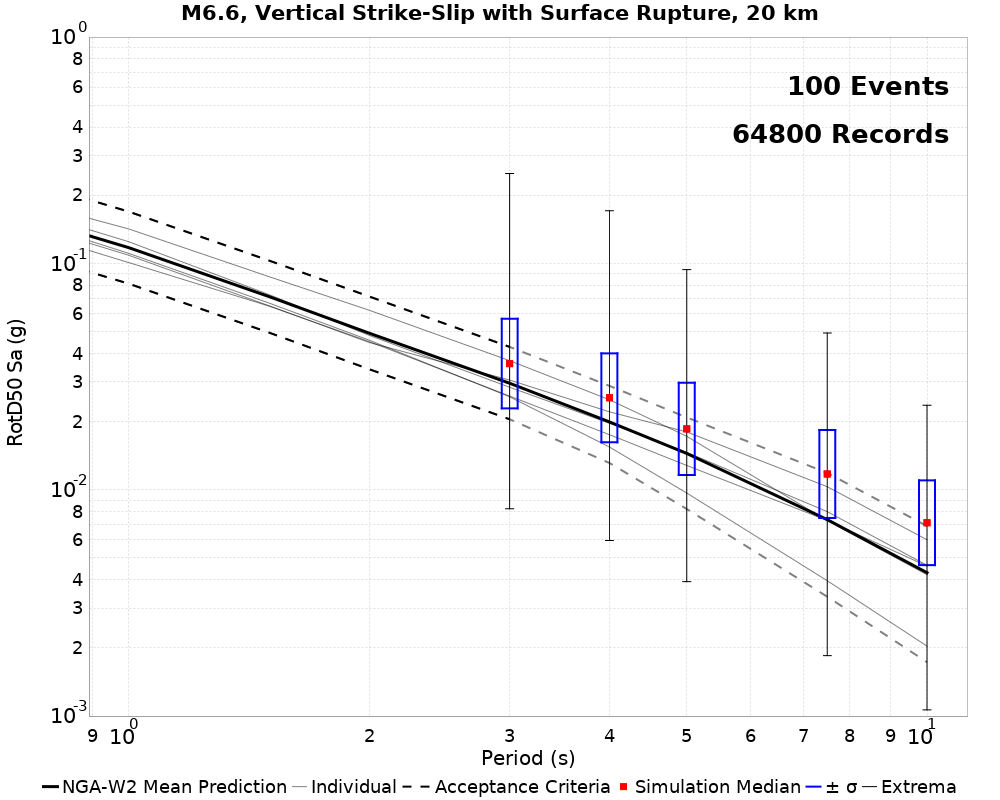 M6.6, Vertical Strike-Slip with Surface Rupture, 20 km
100 Events
64800 Records
RotD50 Sa (g)
10^0
8
6
4
3
2
10^-1
8
6
4
3
2
10^-2
8
6
4
3
2
10^-3
9 10^0 2 3 4 5 6 7 8 9 10^1
Period (s)
NGA-W2 Mean Prediction Individual Acceptance Criteria Simulation Median ± σ Extrema